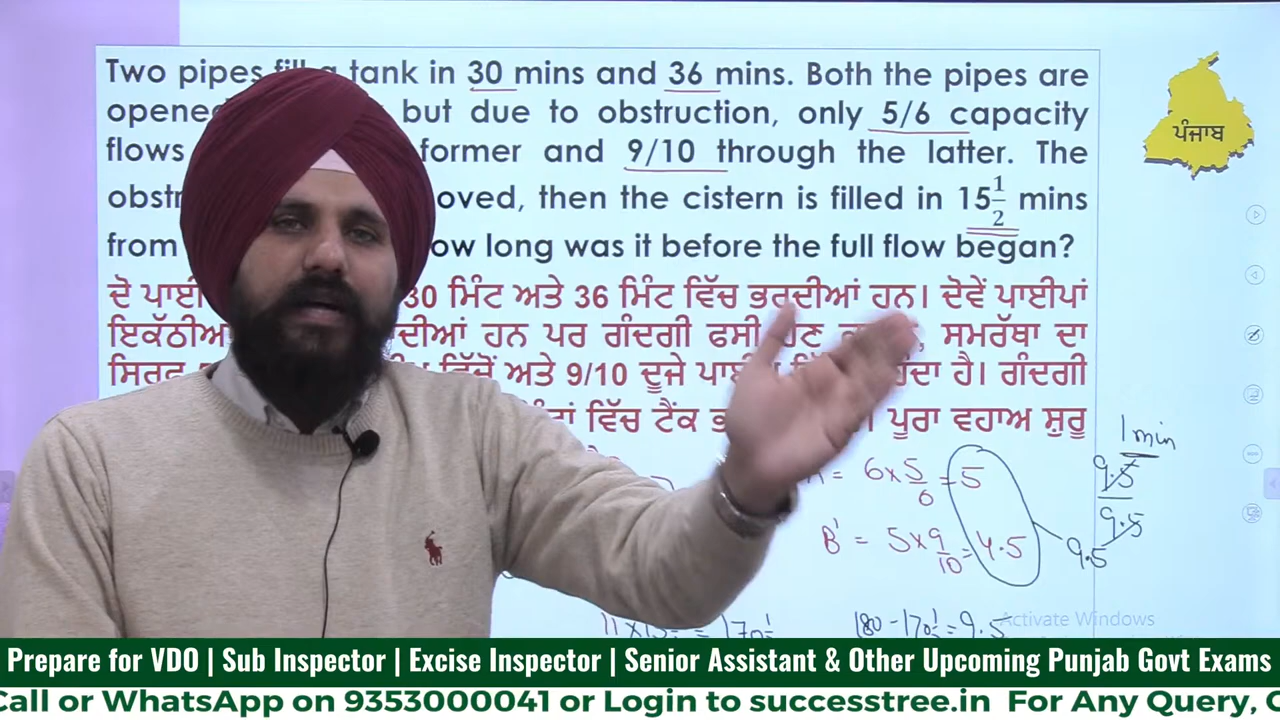 Two pipes fill a tank in 30 mins and 36 mins. Both the pipes are
opened but due to obstruction, only 5/6 capacity
flows former and 9/10 through the latter. The
obstr oved, then the cistern is filled in 15 1/2 mins
from ow long was it before the full flow began?
ਦੋ ਪਾਈ 30 ਮਿੰਟ ਅਤੇ 36 ਮਿੰਟ ਵਿੱਚ ਭਰਦੀਆਂ ਹਨ। ਦੋਵੇਂ ਪਾਈਪਾਂ
ਇਕੱਠੀਆਂ ਦੀਆਂ ਹਨ ਪਰ ਗੰਦਗੀ ਫਸੀ ਹੋਣ ਸਮਰੱਥਾ ਦਾ
ਸਿਰਫ ਵਿੱਚੋਂ ਅਤੇ 9/10 ਦੂਜੇ ਹੈ। ਗੰਦਗੀ
ਵਿੱਚ ਟੈਂਕ ਪੂਰਾ ਵਹਾਅ ਸ਼ੁਰੂ
ਪੰਜਾਬ
1 min
= 6×5/6 = 5
9.5/9.5
B' = 5×9/10 = 4.5
9.5
180 - 170 1/2 = 9.5
Activate Windows
Prepare for VDO | Sub Inspector | Excise Inspector | Senior Assistant & Other Upcoming Punjab Govt Exams
Call or WhatsApp on 9353000041 or Login to successtree.in For Any Query,